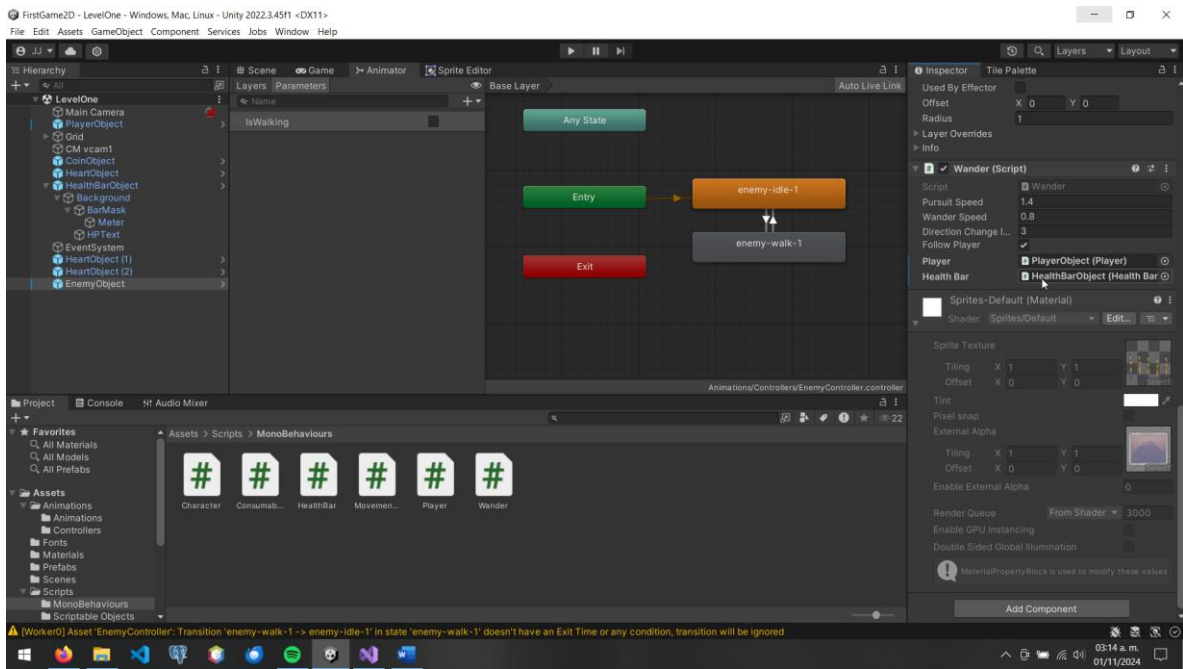 FirstGame2D - LevelOne - Windows, Mac, Linux - Unity 2022.3.45f1 <DX11>
File Edit Assets GameObject Component Services Jobs Window Help
JJ
Layers
Layout
Hierarchy
All
LevelOne
Main Camera
PlayerObject
Grid
CM vcam1
CoinObject
HeartObject
HealthBarObject
Background
BarMask
Meter
HPText
EventSystem
HeartObject (1)
HeartObject (2)
EnemyObject
Scene Game Animator Sprite Editor
Layers Parameters
Base Layer
Auto Live Link
Name
IsWalking
Any State
Entry
enemy-idle-1
enemy-walk-1
Exit
Animations/Controllers/EnemyController.controller
Inspector Tile Palette
Used By Effector
Offset X 0 Y 0
Radius 1
Layer Overrides
Info
Wander (Script)
Script Wander
Pursuit Speed 1.4
Wander Speed 0.8
Direction Change I... 3
Follow Player
Player PlayerObject (Player)
Health Bar HealthBarObject (Health Bar
Sprites-Default (Material)
Shader Sprites/Default Edit...
Sprite Texture
Tiling X 1 Y 1
Offset X 0 Y 0
Select
Tint
Pixel snap
External Alpha
Tiling X 1 Y 1
Offset X 0 Y 0
Select
Enable External Alpha 0
Render Queue From Shader 3000
Enable GPU Instancing
Double Sided Global Illumination
MaterialPropertyBlock is used to modify these values
Add Component
Project Console Audio Mixer
22
Favorites
All Materials
All Models
All Prefabs
Assets
Animations
Animations
Controllers
Fonts
Materials
Prefabs
Scenes
Scripts
MonoBehaviours
Scriptable Objects
Assets > Scripts > MonoBehaviours
Character Consumab... HealthBar Movemen... Player Wander
[Worker0] Asset 'EnemyController': Transition 'enemy-walk-1 -> enemy-idle-1' in state 'enemy-walk-1' doesn't have an Exit Time or any condition, transition will be ignored
03:14 a. m.
01/11/2024